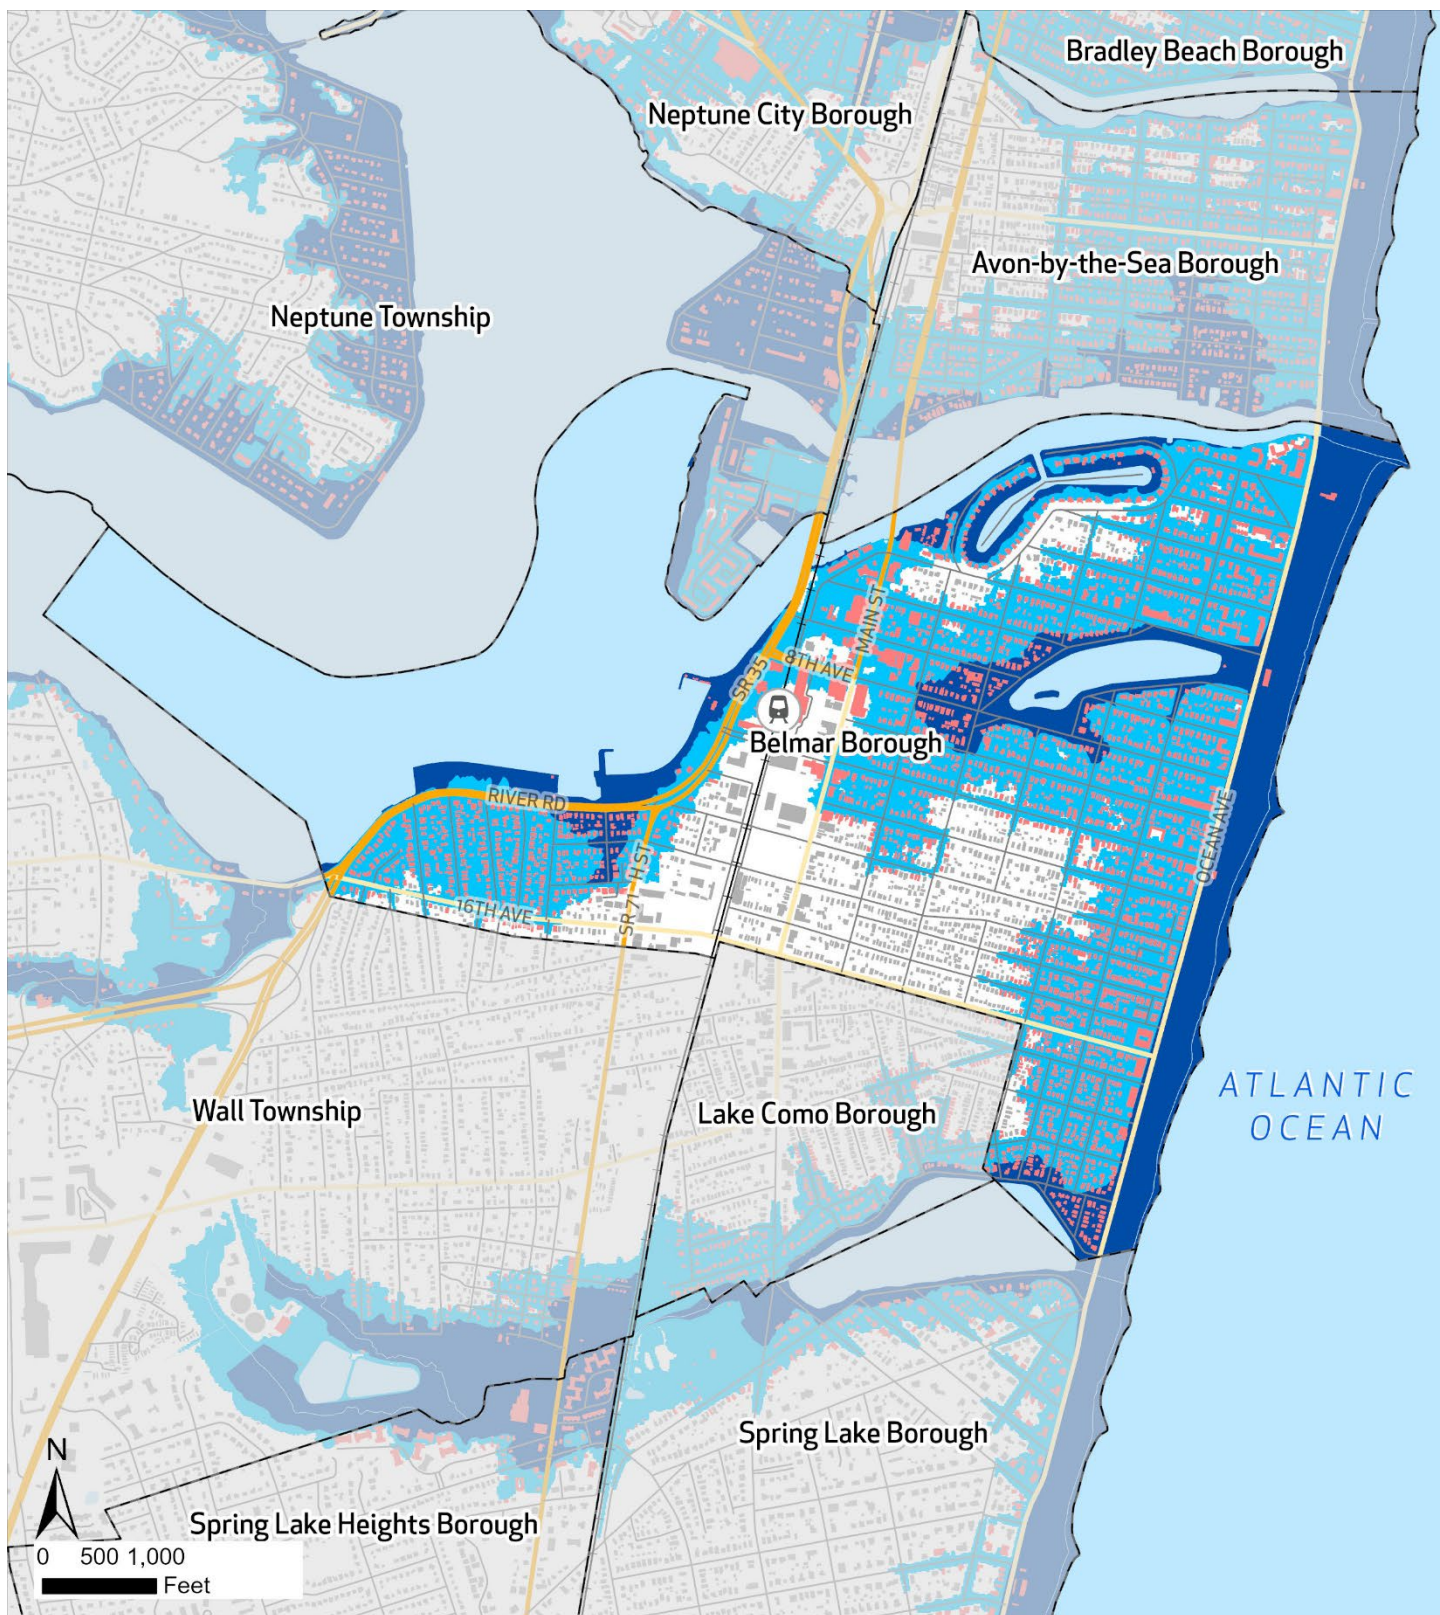 Bradley Beach Borough
Neptune City Borough
Avon-by-the-Sea Borough
Neptune Township
MAIN ST
8TH AVE
SR 35
Belmar Borough
RIVER RD
OCEAN AVE
H ST
16TH AVE
SR 71
ATLANTIC
OCEAN
Wall Township
Lake Como Borough
Spring Lake Borough
N
Spring Lake Heights Borough
0 500 1,000
Feet